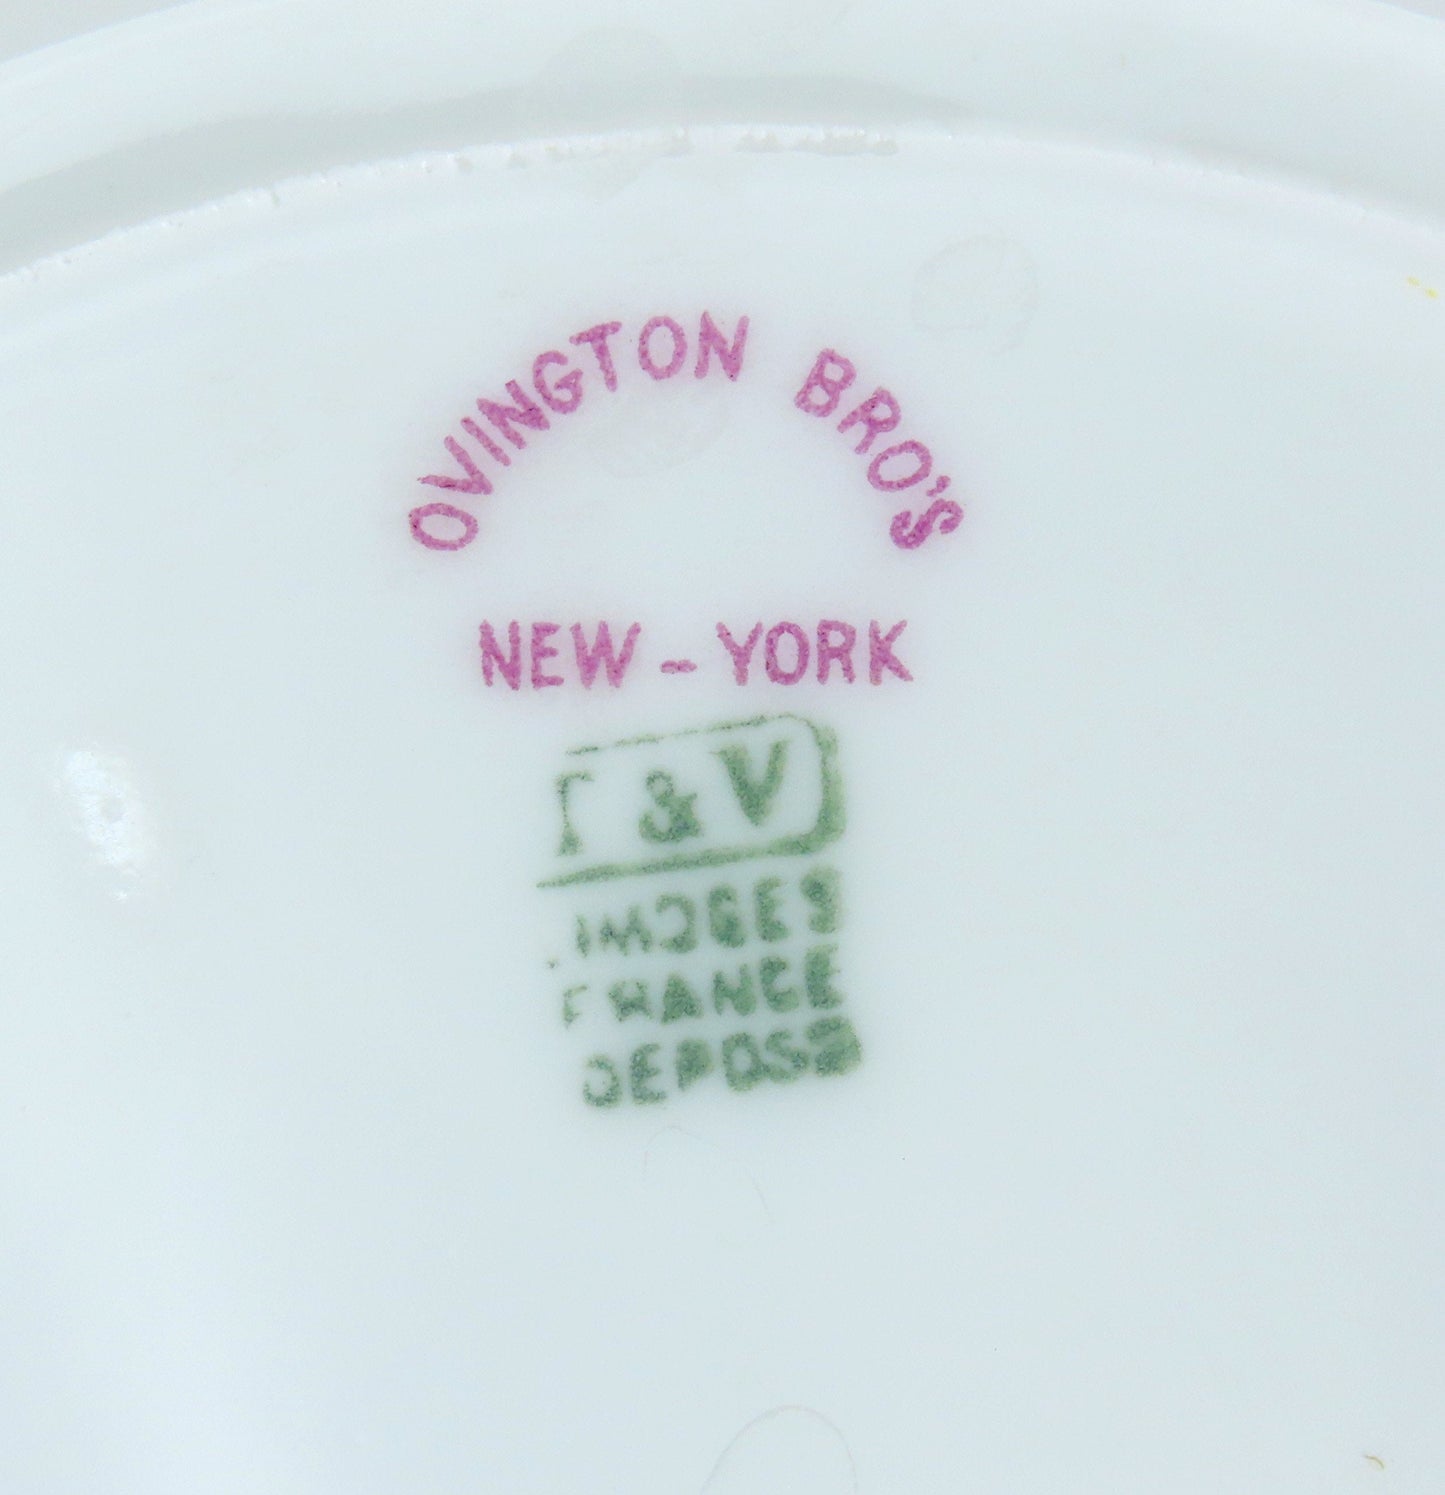 OVINGTON BRO'S
NEW-YORK
T & V
LIMOGES
FRANCE
DEPOSE